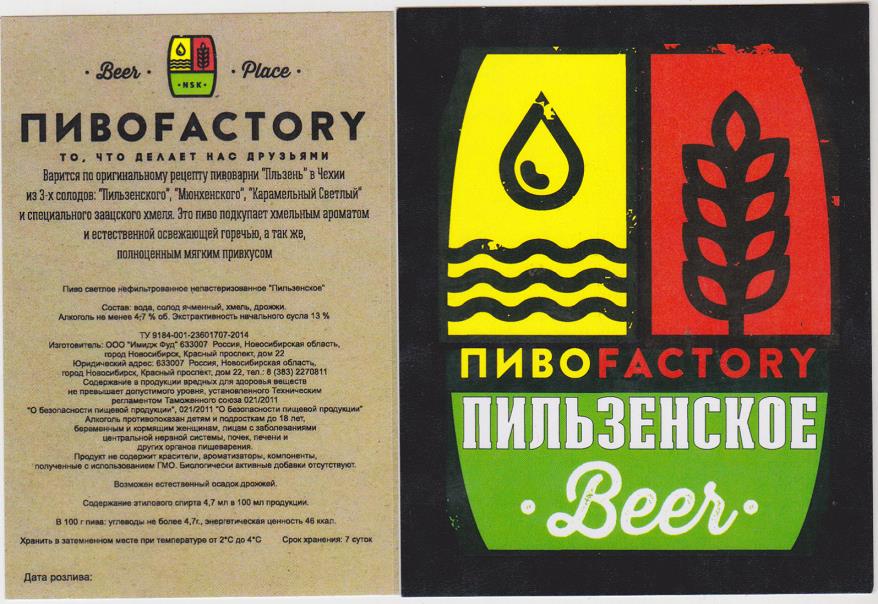 · Beer · · Place ·
· NSK ·
ПИВОFACTORY
ТО, ЧТО ДЕЛАЕТ НАС ДРУЗЬЯМИ
Варится по оригинальному рецепту пивоварни "Пльзень" в Чехии
из 3-х солодов: "Пильзенского", "Мюнхенского", "Карамельный Светлый"
и специального заацского хмеля. Это пиво подкупает хмельным ароматом
и естественной освежающей горечью, а так же,
полноценным мягким привкусом
Пиво светлое нефильтрованное непастеризованное "Пильзенское"
Состав: вода, солод ячменный, хмель, дрожжи.
Алкоголь не менее 4,7 % об. Экстрактивность начального сусла 13 %
ТУ 9184-001-23601707-2014
Изготовитель: ООО "Имидж Фуд" 633007 Россия, Новосибирская область,
город Новосибирск, Красный проспект, дом 22
Юридический адрес: 633007 Россия, Новосибирская область,
город Новосибирск, Красный проспект, дом 22, тел.: 8 (383) 2270811
Содержание в продукции вредных для здоровья веществ
не превышает допустимого уровня, установленного Техническим
регламентом Таможенного союза 021/2011
"О безопасности пищевой продукции", 021/2011 "О безопасности пищевой продукции"
Алкоголь противопоказан детям и подросткам до 18 лет,
беременным и кормящим женщинам, лицам с заболеваниями
центральной нервной системы, почек, печени и
других органов пищеварения.
Продукт не содержит красители, ароматизаторы, компоненты,
полученные с использованием ГМО. Биологически активные добавки отсутствуют.
Возможен естественный осадок дрожжей.
Содержание этилового спирта 4,7 мл в 100 мл продукции.
В 100 г пива: углеводы не более 4,7г., энергетическая ценность 46 ккал.
Хранить в затемненном месте при температуре от 2°С до 4°С Срок хранения: 7 суток
Дата розлива:
ПИВОFACTORY
ПИЛЬЗЕНСКОЕ
· Beer ·